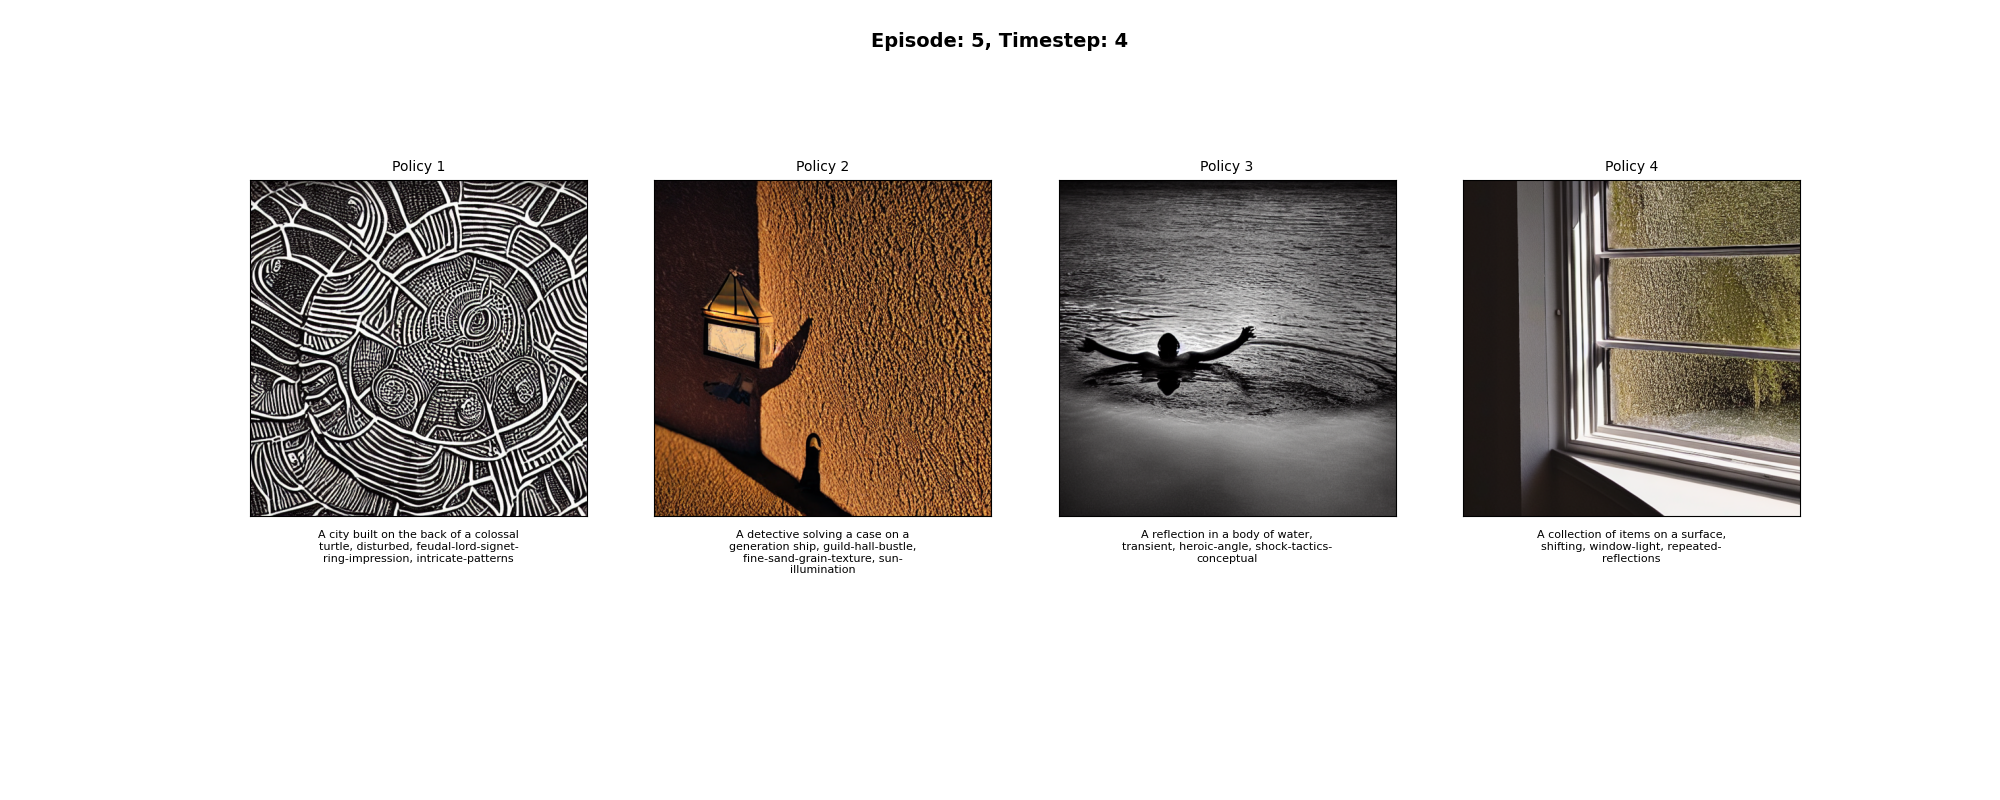 Episode: 5, Timestep: 4
Policy 1
Policy 2
Policy 3
Policy 4
A city built on the back of a colossal
turtle, disturbed, feudal-lord-signet-
ring-impression, intricate-patterns
A detective solving a case on a
generation ship, guild-hall-bustle,
fine-sand-grain-texture, sun-
illumination
A reflection in a body of water,
transient, heroic-angle, shock-tactics-
conceptual
A collection of items on a surface,
shifting, window-light, repeated-
reflections